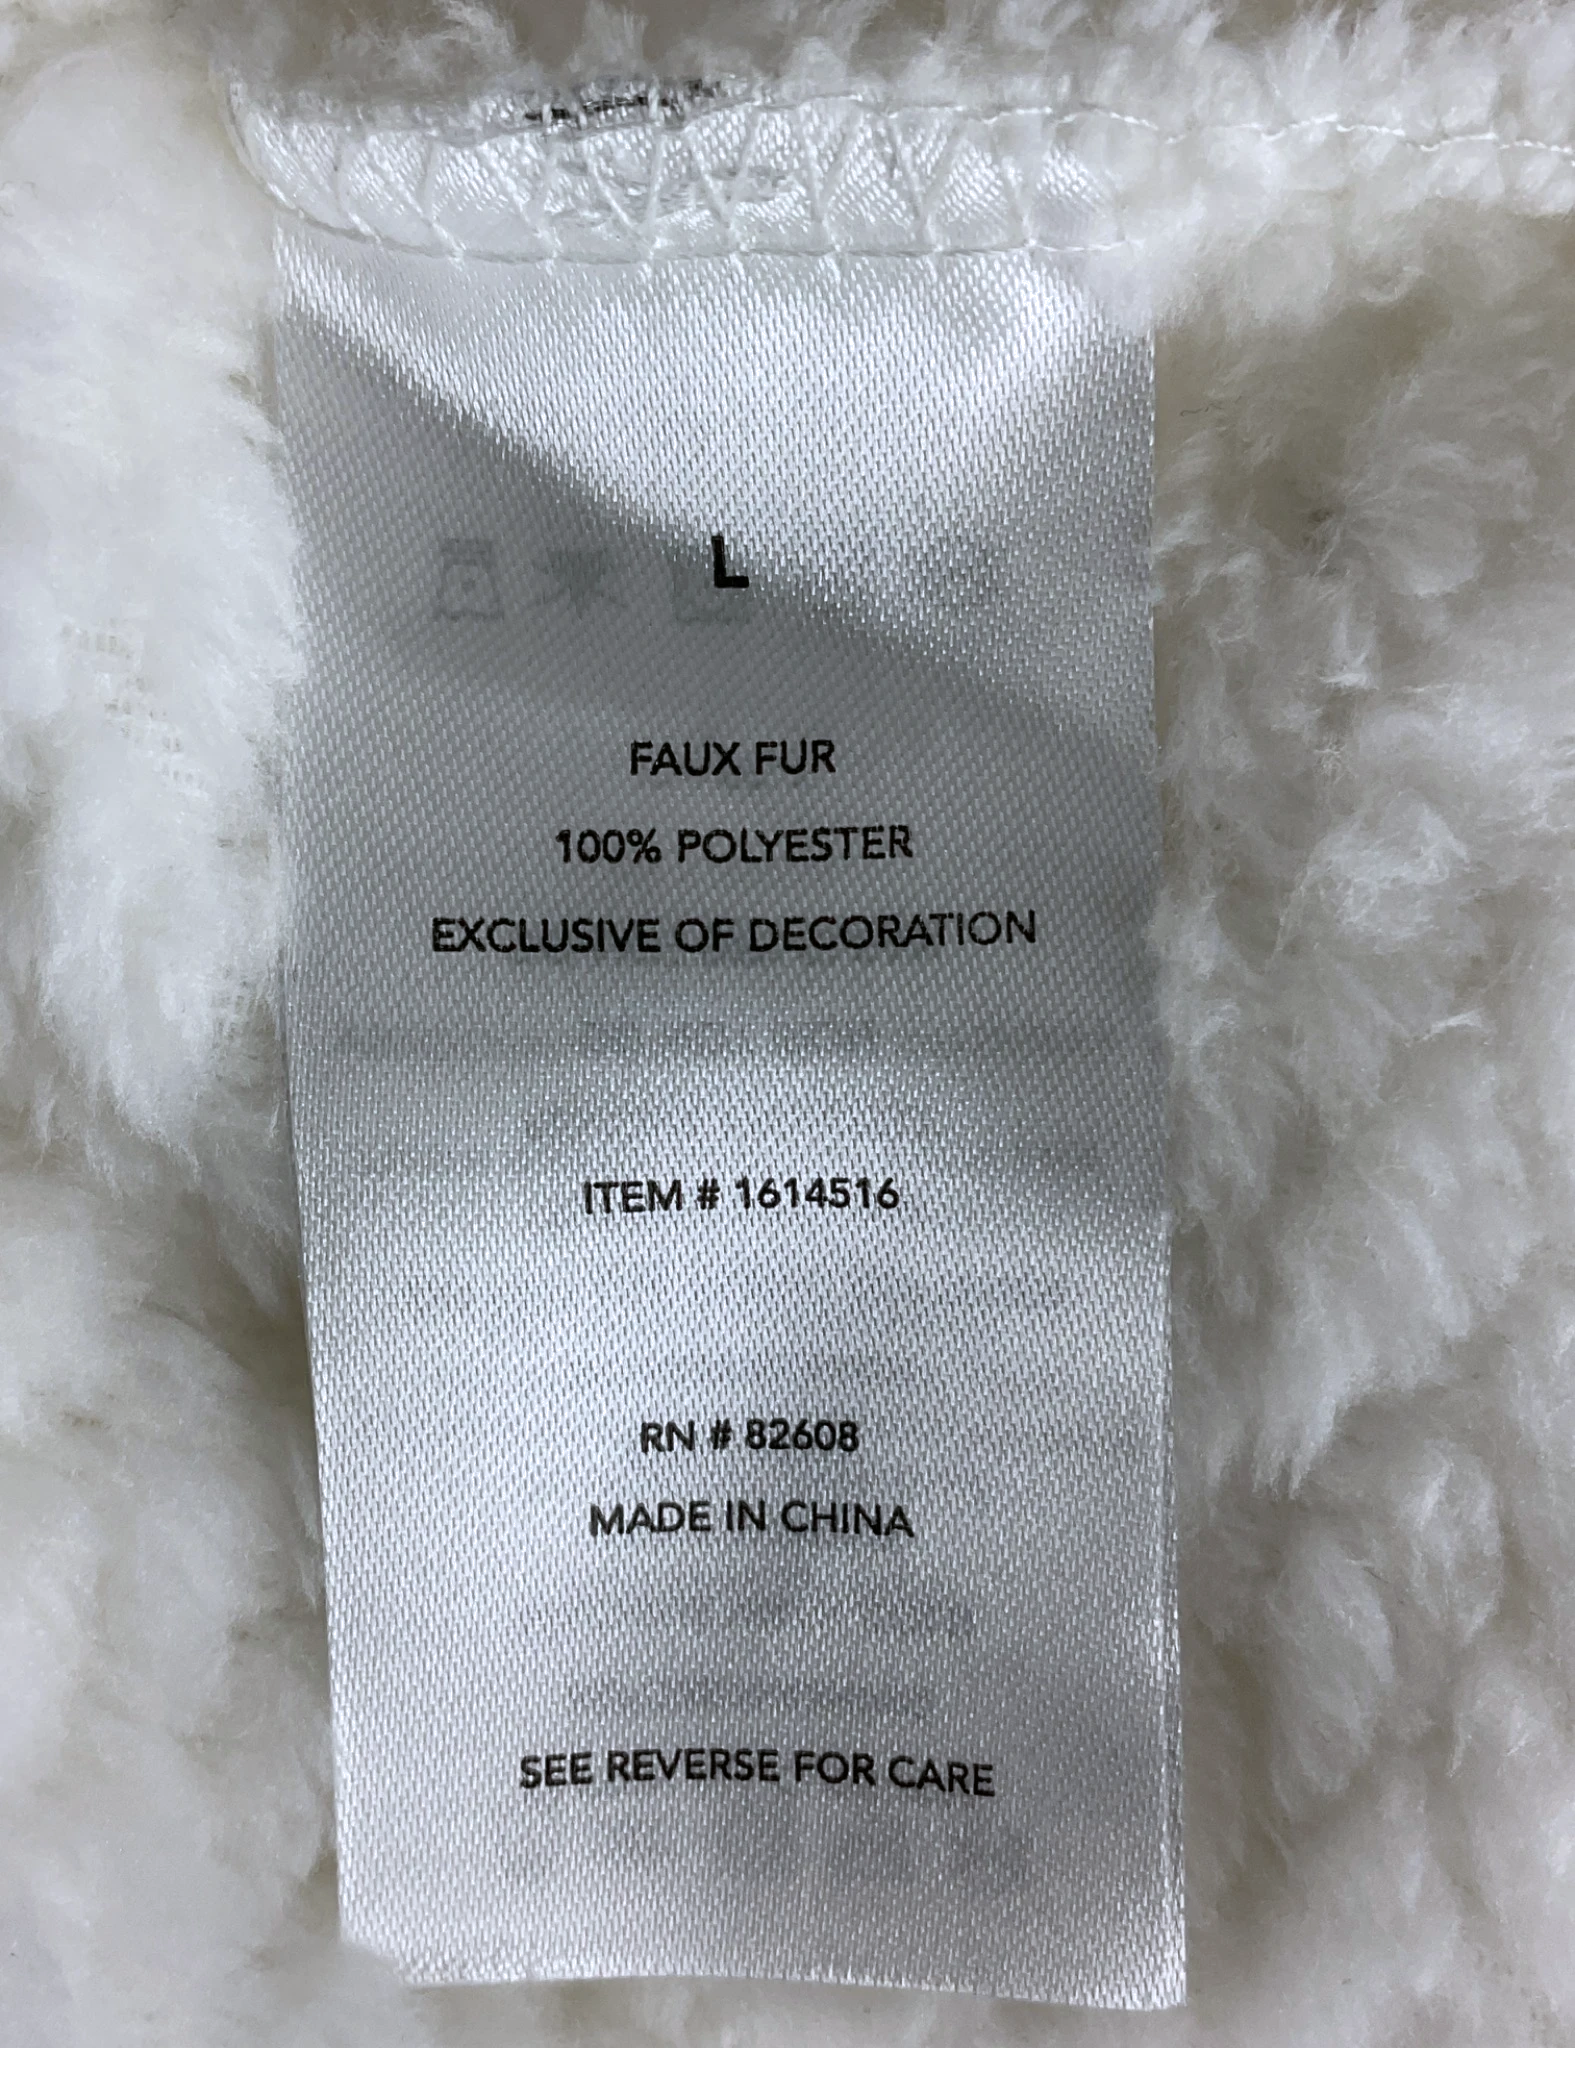 L
FAUX FUR
100% POLYESTER
EXCLUSIVE OF DECORATION
ITEM # 1614516
RN # 82608
MADE IN CHINA
SEE REVERSE FOR CARE